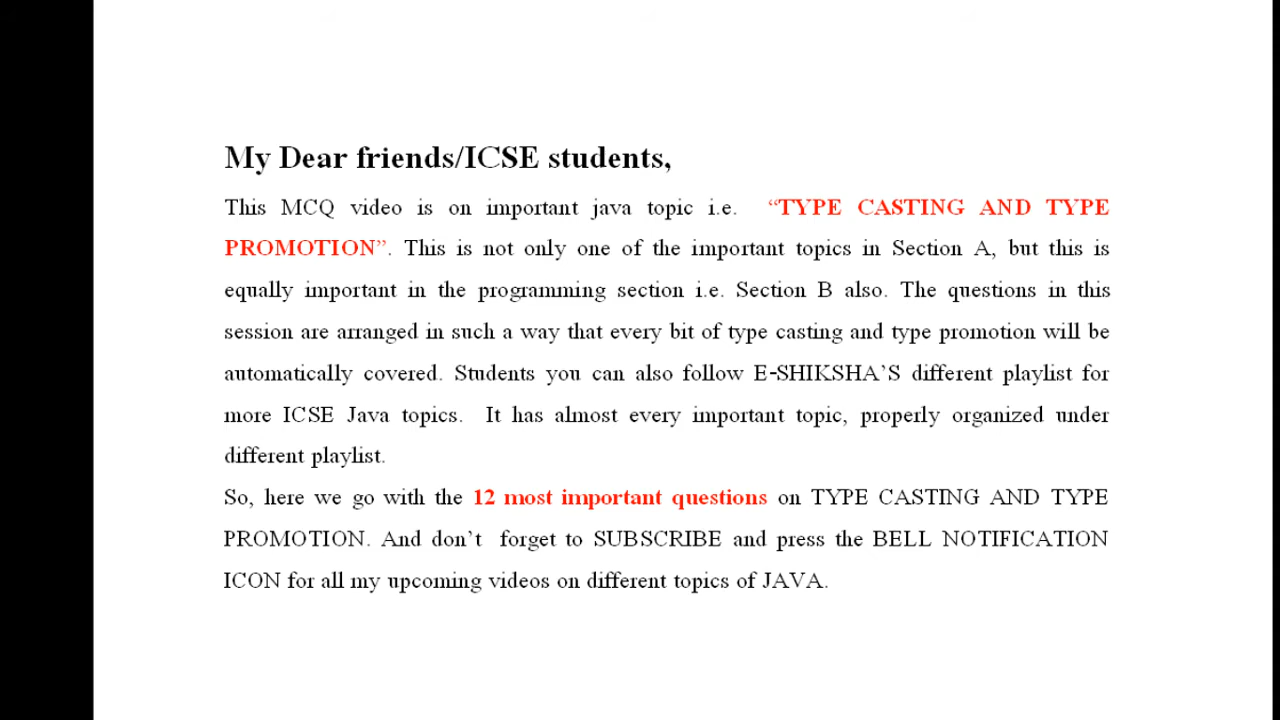 My Dear friends/ICSE students,
This MCQ video is on important java topic i.e. “TYPE CASTING AND TYPE
PROMOTION”. This is not only one of the important topics in Section A, but this is
equally important in the programming section i.e. Section B also. The questions in this
session are arranged in such a way that every bit of type casting and type promotion will be
automatically covered. Students you can also follow E-SHIKSHA’S different playlist for
more ICSE Java topics. It has almost every important topic, properly organized under
different playlist.
So, here we go with the 12 most important questions on TYPE CASTING AND TYPE
PROMOTION. And don’t forget to SUBSCRIBE and press the BELL NOTIFICATION
ICON for all my upcoming videos on different topics of JAVA.